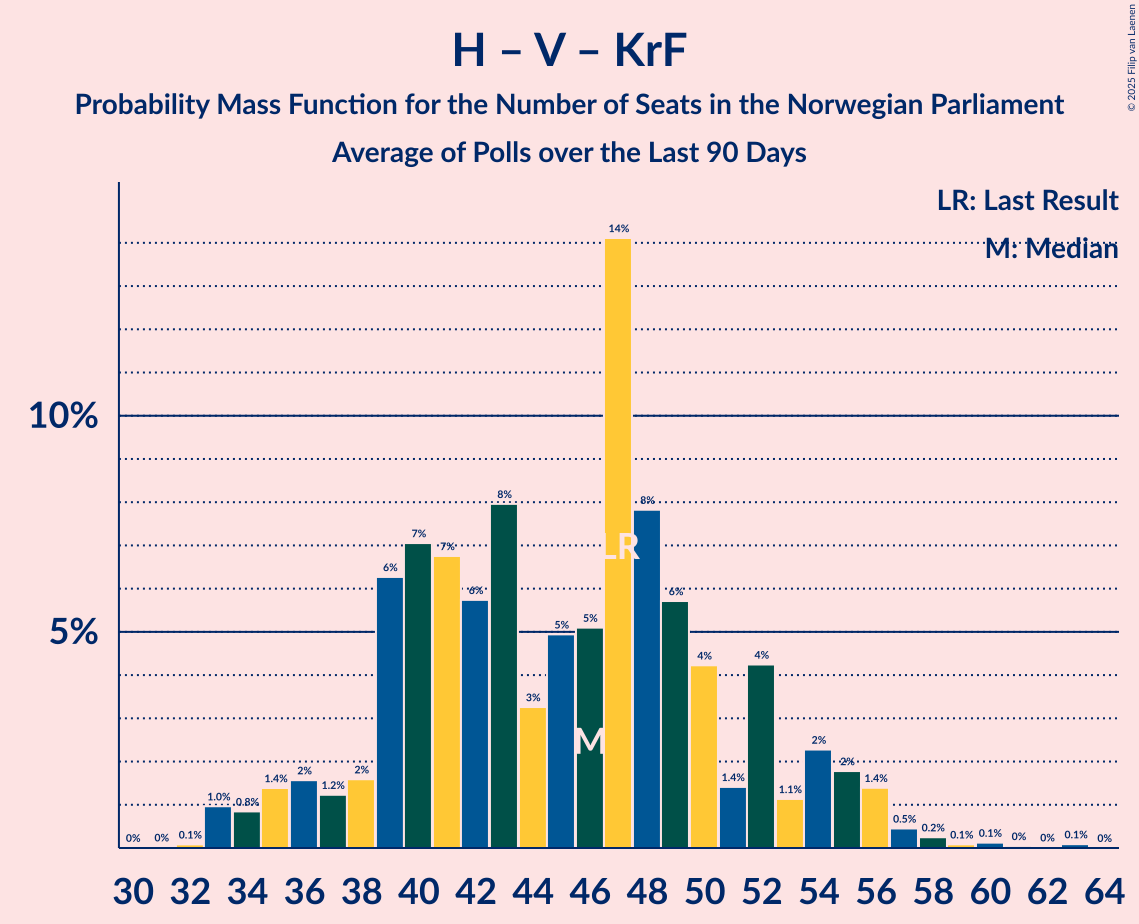 H – V – KrF
Probability Mass Function for the Number of Seats in the Norwegian Parliament
Average of Polls over the Last 90 Days
© 2025 Filip van Laenen
LR: Last Result
M: Median
10%
5%
0% 0% 0.1% 1.0% 0.8% 1.4% 2% 1.2% 2% 6% 7% 7% 6% 8% 3% 5% 5% 14% 8% 6% 4% 1.4% 4% 1.1% 2% 2% 1.4% 0.5% 0.2% 0.1% 0.1% 0% 0% 0.1% 0%
LR
M
30 32 34 36 38 40 42 44 46 48 50 52 54 56 58 60 62 64